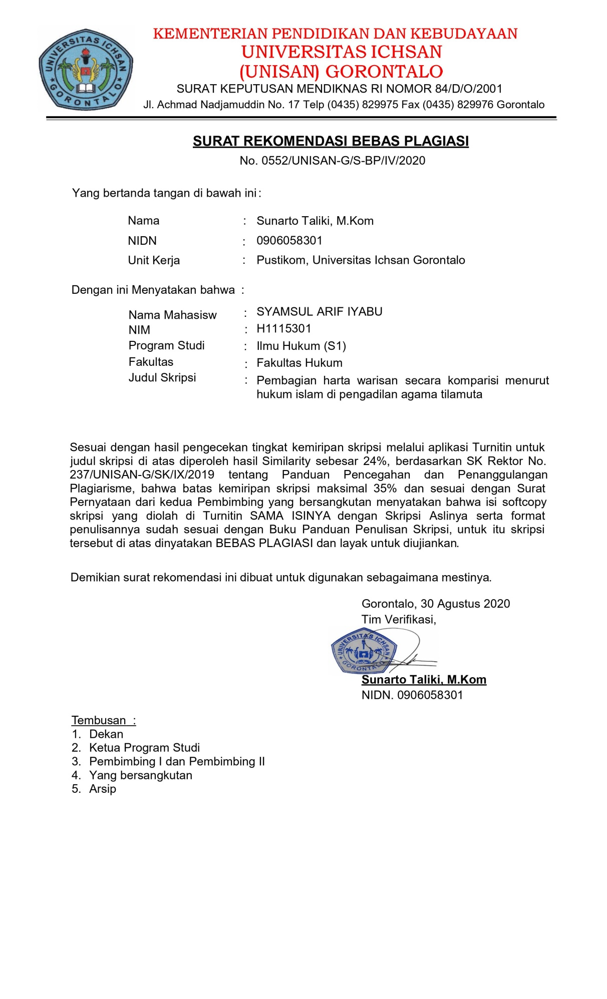 UNIVERSITAS ICHSAN
GORONTALO
KEMENTERIAN PENDIDIKAN DAN KEBUDAYAAN
UNIVERSITAS ICHSAN
(UNISAN) GORONTALO
SURAT KEPUTUSAN MENDIKNAS RI NOMOR 84/D/O/2001
Jl. Achmad Nadjamuddin No. 17 Telp (0435) 829975 Fax (0435) 829976 Gorontalo
SURAT REKOMENDASI BEBAS PLAGIASI
No. 0552/UNISAN-G/S-BP/IV/2020
Yang bertanda tangan di bawah ini :
Nama : Sunarto Taliki, M.Kom
NIDN : 0906058301
Unit Kerja : Pustikom, Universitas Ichsan Gorontalo
Dengan ini Menyatakan bahwa :
Nama Mahasisw : SYAMSUL ARIF IYABU
NIM : H1115301
Program Studi : Ilmu Hukum (S1)
Fakultas : Fakultas Hukum
Judul Skripsi : Pembagian harta warisan secara komparisi menurut
hukum islam di pengadilan agama tilamuta
Sesuai dengan hasil pengecekan tingkat kemiripan skripsi melalui aplikasi Turnitin untuk
judul skripsi di atas diperoleh hasil Similarity sebesar 24%, berdasarkan SK Rektor No.
237/UNISAN-G/SK/IX/2019 tentang Panduan Pencegahan dan Penanggulangan
Plagiarisme, bahwa batas kemiripan skripsi maksimal 35% dan sesuai dengan Surat
Pernyataan dari kedua Pembimbing yang bersangkutan menyatakan bahwa isi softcopy
skripsi yang diolah di Turnitin SAMA ISINYA dengan Skripsi Aslinya serta format
penulisannya sudah sesuai dengan Buku Panduan Penulisan Skripsi, untuk itu skripsi
tersebut di atas dinyatakan BEBAS PLAGIASI dan layak untuk diujiankan.
Demikian surat rekomendasi ini dibuat untuk digunakan sebagaimana mestinya.
Gorontalo, 30 Agustus 2020
Tim Verifikasi,
UNIVERSITAS ICHSAN
GORONTALO
Sunarto Taliki, M.Kom
NIDN. 0906058301
Tembusan :
1. Dekan
2. Ketua Program Studi
3. Pembimbing I dan Pembimbing II
4. Yang bersangkutan
5. Arsip